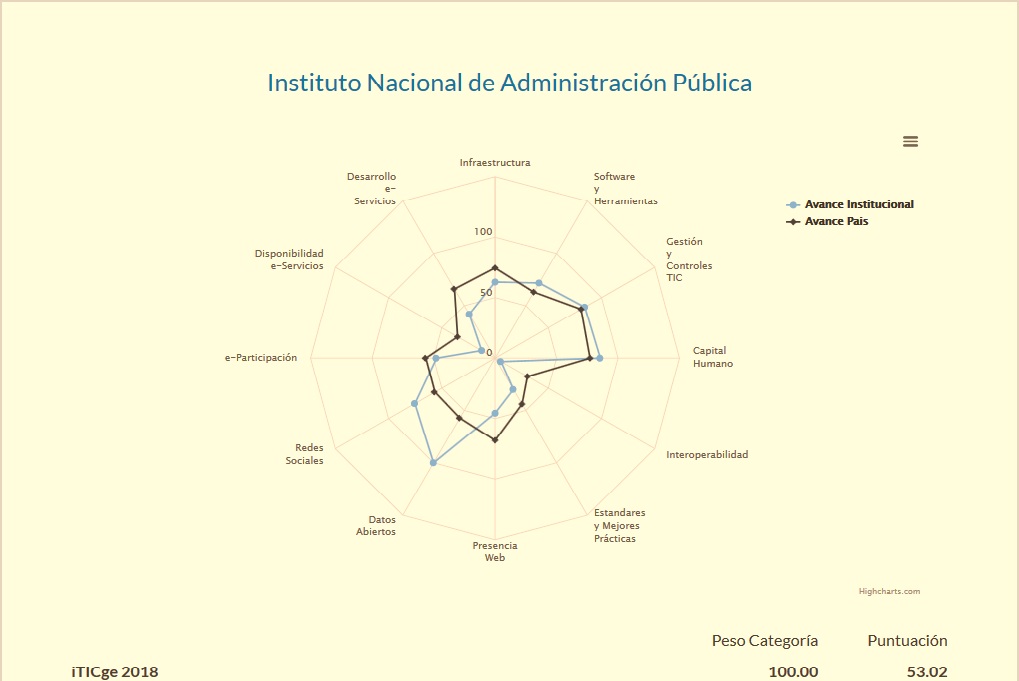 Instituto Nacional de Administración Pública
Infraestructura
Desarrollo
e-
Servicios
Software
y
Herramientas
Avance Institucional
Avance Pais
100
Gestión
y
Controles
TIC
Disponibilidad
e-Servicios
50
0
e-Participación
Capital
Humano
Redes
Sociales
Interoperabilidad
Datos
Abiertos
Estandares
y Mejores
Prácticas
Presencia
Web
Highcharts.com
Peso Categoría Puntuación
iTICge 2018 100.00 53.02